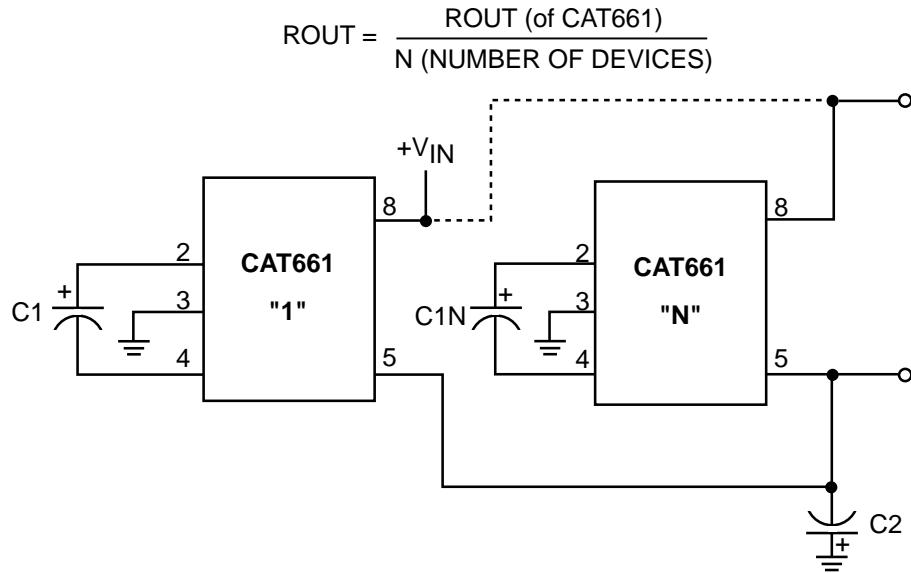 ROUT = ROUT (of CAT661)
N (NUMBER OF DEVICES)
+VIN
8
8
2
CAT661
2
CAT661
C1
+
3
"1"
C1N
+
3
"N"
4
5
4
5
C2
+